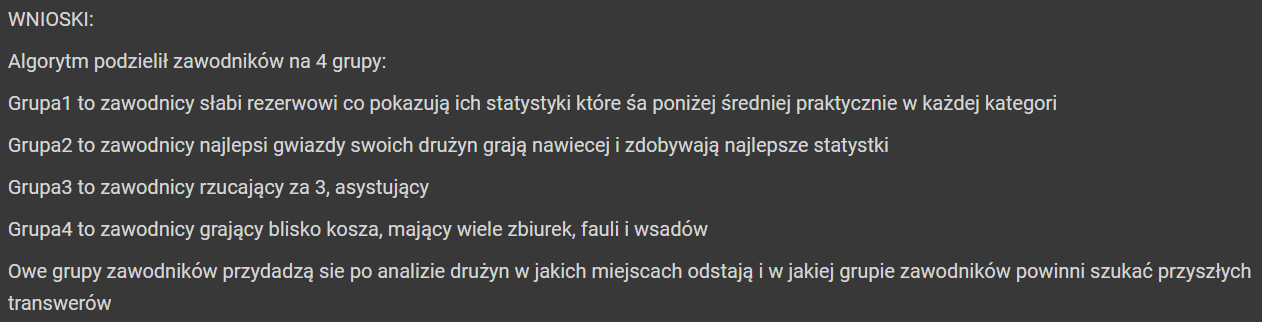 WNIOSKI:
Algorytm podzielił zawodników na 4 grupy:
Grupa1 to zawodnicy słabi rezerwowi co pokazują ich statystyki które śa poniżej średniej praktycznie w każdej kategori
Grupa2 to zawodnicy najlepsi gwiazdy swoich drużyn grają nawiecej i zdobywają najlepsze statystki
Grupa3 to zawodnicy rzucający za 3, asystujący
Grupa4 to zawodnicy grający blisko kosza, mający wiele zbiurek, fauli i wsadów
Owe grupy zawodników przydadzą sie po analizie drużyn w jakich miejscach odstają i w jakiej grupie zawodników powinni szukać przyszłych
transwerów